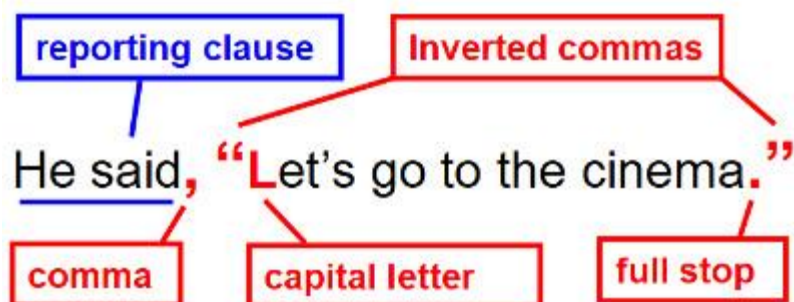 reporting clause Inverted commas
He said, “Let’s go to the cinema.”
comma capital letter full stop